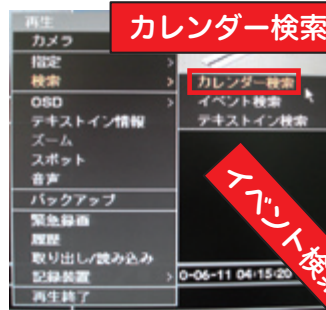 再生
カレンダー検索
カメラ
指定 >
検索 >
カレンダー検索
イベント検索
テキストイン検索
OSD >
テキストイン情報
ズーム
スポット
音声
バックアップ
緊急録画
履歴
取り出し/読み込み
記録装置 >
再生終了
イベント検索
0-06-11 04:15:20